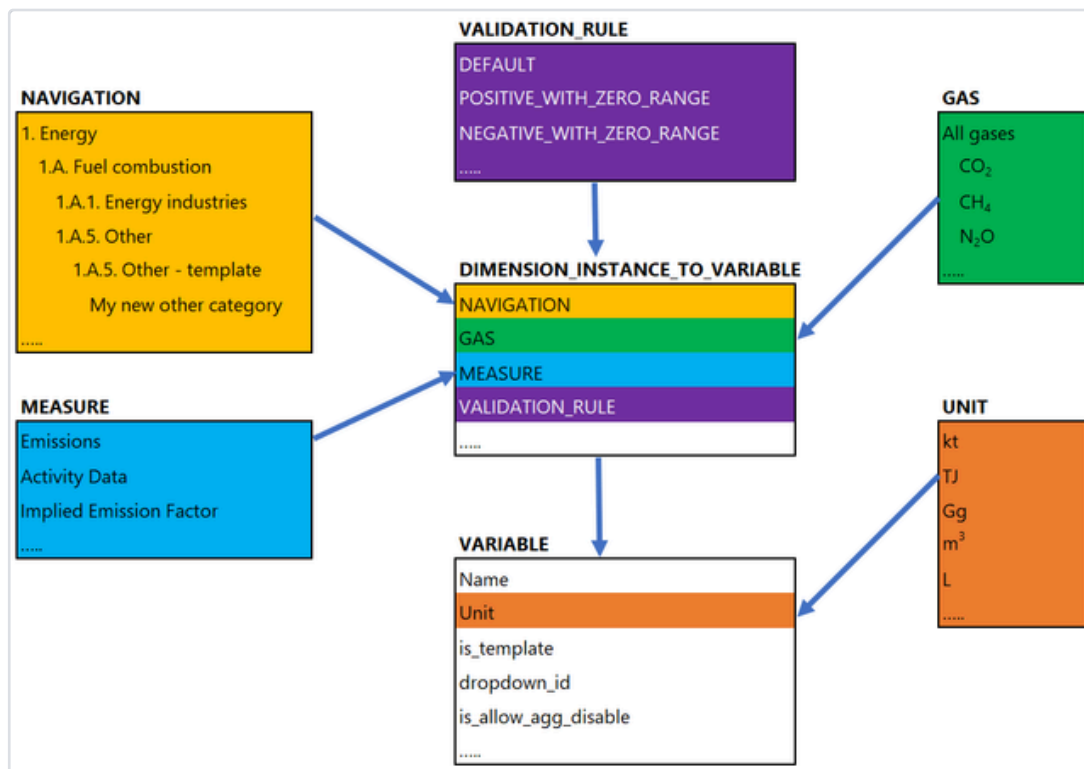 VALIDATION_RULE
DEFAULT
POSITIVE_WITH_ZERO_RANGE
NEGATIVE_WITH_ZERO_RANGE
.....
NAVIGATION
1. Energy
1.A. Fuel combustion
1.A.1. Energy industries
1.A.5. Other
1.A.5. Other - template
My new other category
.....
GAS
All gases
CO₂
CH₄
N₂O
.....
DIMENSION_INSTANCE_TO_VARIABLE
NAVIGATION
GAS
MEASURE
VALIDATION_RULE
.....
MEASURE
Emissions
Activity Data
Implied Emission Factor
.....
UNIT
kt
TJ
Gg
m³
L
.....
VARIABLE
Name
Unit
is_template
dropdown_id
is_allow_agg_disable
.....